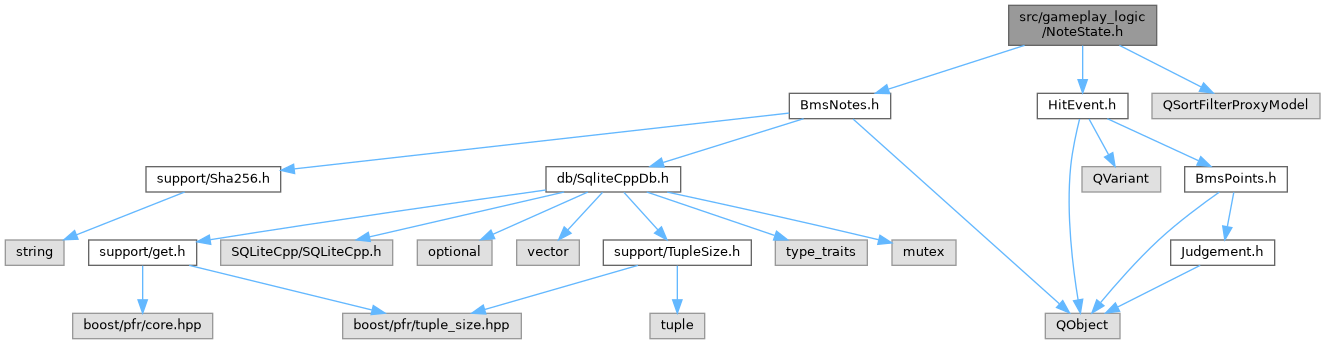 src/gameplay_logic
/NoteState.h
BmsNotes.h
HitEvent.h
QSortFilterProxyModel
support/Sha256.h
db/SqliteCppDb.h
QVariant
BmsPoints.h
string
support/get.h
SQLiteCpp/SQLiteCpp.h
optional
vector
support/TupleSize.h
type_traits
mutex
Judgement.h
boost/pfr/core.hpp
boost/pfr/tuple_size.hpp
tuple
QObject